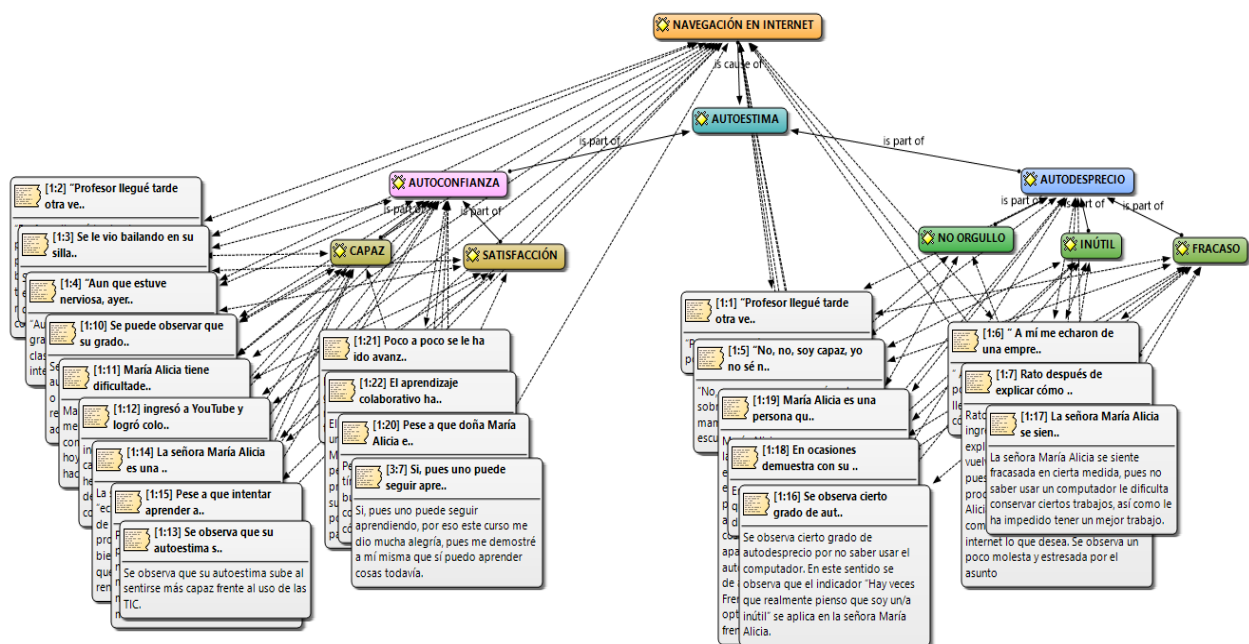 NAVEGACIÓN EN INTERNET
is cause of
AUTOESTIMA
is part of
is part of
AUTOCONFIANZA
AUTODESPRECIO
is part of
is part of
is part of
is part of
is part of
CAPAZ
SATISFACCIÓN
NO ORGULLO
INÚTIL
FRACASO
[1:2] “Profesor llegué tarde
otra ve..
[1:3] Se le vio bailando en su
silla..
[1:4] “Aun que estuve
nerviosa, ayer..
[1:10] Se puede observar que
su grado..
[1:11] María Alicia tiene
dificultade..
[1:12] ingresó a YouTube y
logró colo..
[1:14] La señora María Alicia
es una ..
[1:15] Pese a que intentar
aprender a..
[1:13] Se observa que su
autoestima s..
Se observa que su autoestima sube al
sentirse más capaz frente al uso de las
TIC.
[1:21] Poco a poco se le ha
ido avanz..
[1:22] El aprendizaje
colaborativo ha..
[1:20] Pese a que doña María
Alicia e..
[3:7] Si, pues uno puede
seguir apre..
Si, pues uno puede seguir
aprendiendo, por eso este curso me
dio mucha alegría, pues me demostré
a mí misma que sí puedo aprender
cosas todavía.
[1:1] “Profesor llegué tarde
otra ve..
[1:5] “No, no, soy capaz, yo
no sé n..
[1:19] María Alicia es una
persona qu..
[1:18] En ocasiones
demuestra con su ..
[1:16] Se observa cierto
grado de aut..
Se observa cierto grado de
autodesprecio por no saber usar el
computador. En este sentido se
observa que el indicador “Hay veces
que realmente pienso que soy un/a
inútil” se aplica en la señora María
Alicia.
[1:6] “ A mí me echaron de
una empre..
[1:7] Rato después de
explicar cómo ..
[1:17] La señora María Alicia
se sien..
La señora María Alicia se siente
fracasada en cierta medida, pues no
saber usar un computador le dificulta
conservar ciertos trabajos, así como le
ha impedido tener un mejor trabajo.
internet lo que desea. Se observa un
poco molesta y estresada por el
asunto